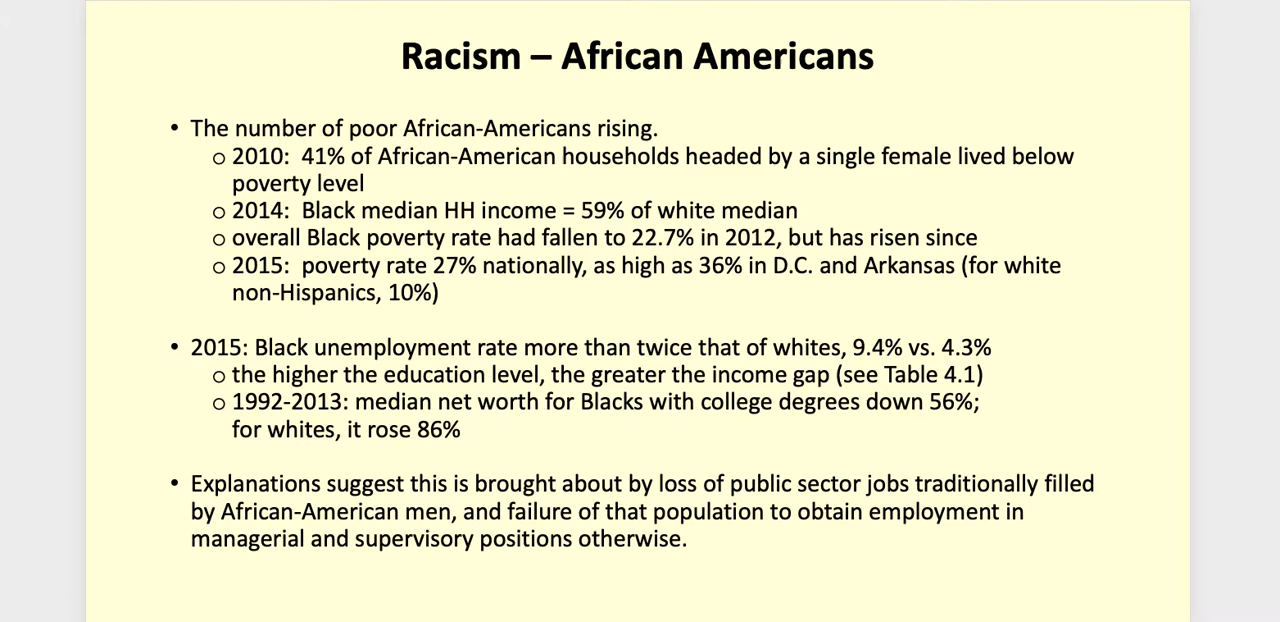 Racism – African Americans
• The number of poor African-Americans rising.
o 2010:  41% of African-American households headed by a single female lived below
poverty level
o 2014:  Black median HH income = 59% of white median
o overall Black poverty rate had fallen to 22.7% in 2012, but has risen since
o 2015:  poverty rate 27% nationally, as high as 36% in D.C. and Arkansas (for white
non-Hispanics, 10%)
• 2015: Black unemployment rate more than twice that of whites, 9.4% vs. 4.3%
o the higher the education level, the greater the income gap (see Table 4.1)
o 1992-2013: median net worth for Blacks with college degrees down 56%;
for whites, it rose 86%
• Explanations suggest this is brought about by loss of public sector jobs traditionally filled
by African-American men, and failure of that population to obtain employment in
managerial and supervisory positions otherwise.